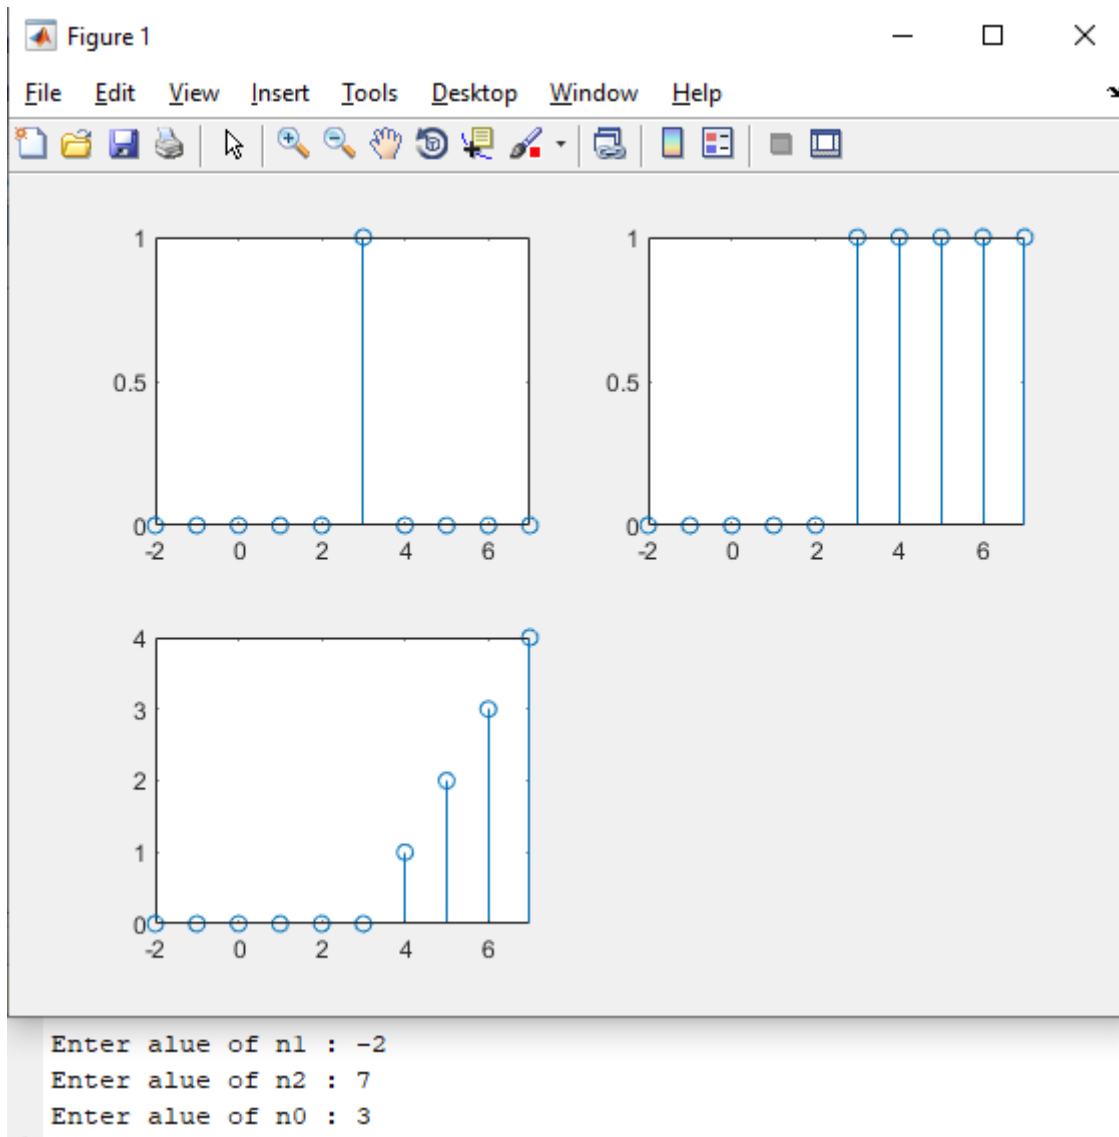 Figure 1
File Edit View Insert Tools Desktop Window Help
1
0.5
0
-2 0 2 4 6
1
0.5
0
-2 0 2 4 6
4
3
2
1
0
-2 0 2 4 6
Enter alue of n1 : -2
Enter alue of n2 : 7
Enter alue of n0 : 3